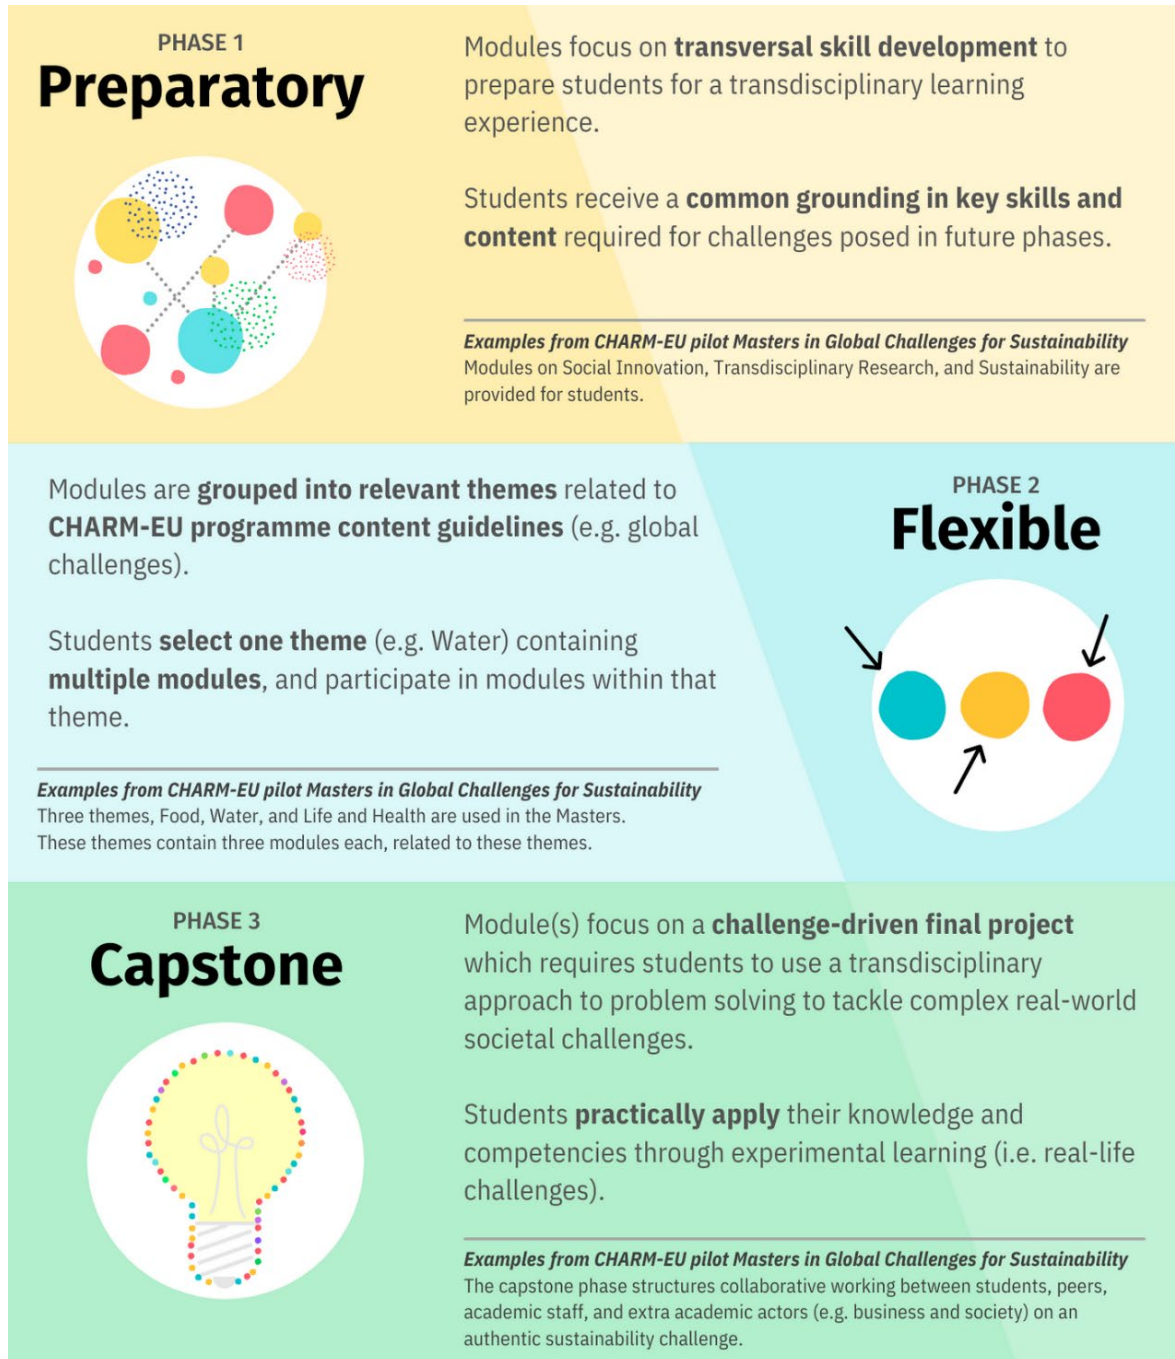 PHASE 1
Preparatory
Modules focus on transversal skill development to
prepare students for a transdisciplinary learning
experience.
Students receive a common grounding in key skills and
content required for challenges posed in future phases.
Examples from CHARM-EU pilot Masters in Global Challenges for Sustainability
Modules on Social Innovation, Transdisciplinary Research, and Sustainability are
provided for students.
PHASE 2
Flexible
Modules are grouped into relevant themes related to
CHARM-EU programme content guidelines (e.g. global
challenges).
Students select one theme (e.g. Water) containing
multiple modules, and participate in modules within that
theme.
Examples from CHARM-EU pilot Masters in Global Challenges for Sustainability
Three themes, Food, Water, and Life and Health are used in the Masters.
These themes contain three modules each, related to these themes.
PHASE 3
Capstone
Module(s) focus on a challenge-driven final project
which requires students to use a transdisciplinary
approach to problem solving to tackle complex real-world
societal challenges.
Students practically apply their knowledge and
competencies through experimental learning (i.e. real-life
challenges).
Examples from CHARM-EU pilot Masters in Global Challenges for Sustainability
The capstone phase structures collaborative working between students, peers,
academic staff, and extra academic actors (e.g. business and society) on an
authentic sustainability challenge.